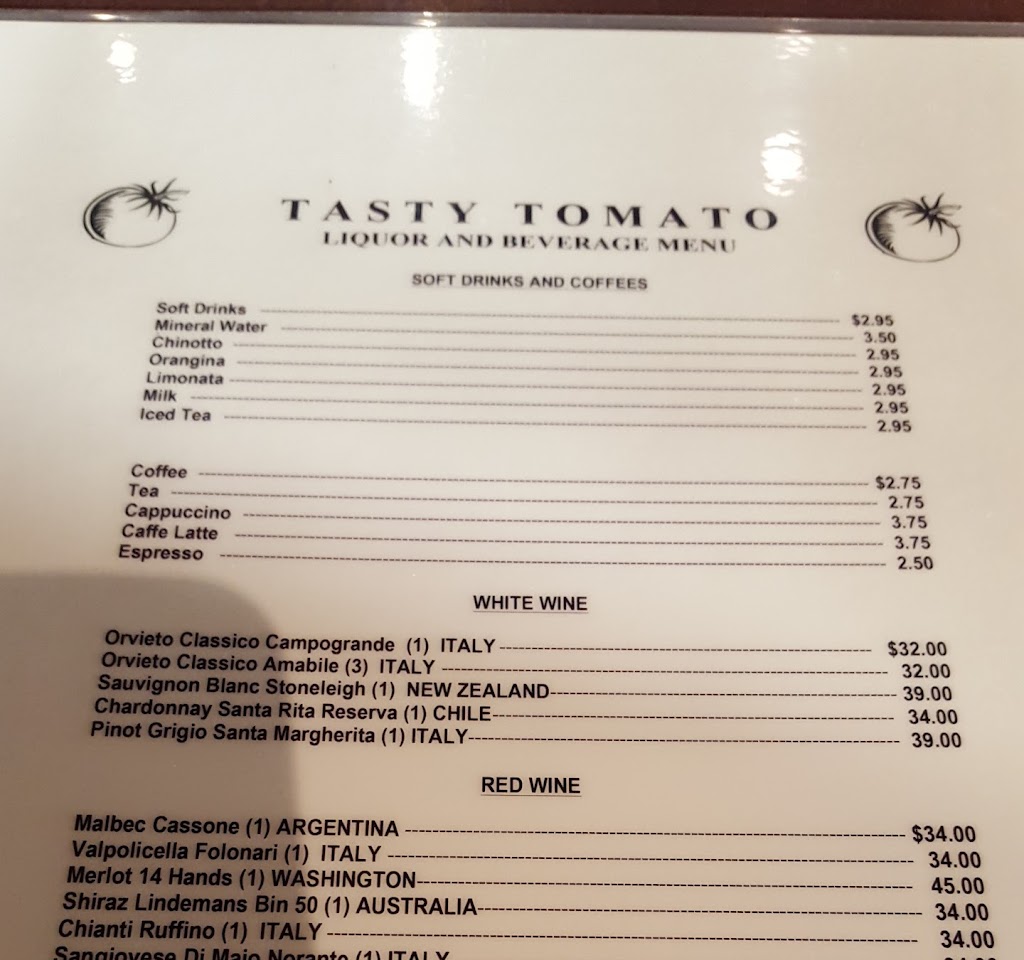 TASTY TOMATO
LIQUOR AND BEVERAGE MENU
SOFT DRINKS AND COFFEES
Soft Drinks $2.95
Mineral Water 3.50
Chinotto 2.95
Orangina 2.95
Limonata 2.95
Milk 2.95
Iced Tea 2.95
Coffee $2.75
Tea 2.75
Cappuccino 3.75
Caffe Latte 3.75
Espresso 2.50
WHITE WINE
Orvieto Classico Campogrande (1) ITALY $32.00
Orvieto Classico Amabile (3) ITALY 32.00
Sauvignon Blanc Stoneleigh (1) NEW ZEALAND 39.00
Chardonnay Santa Rita Reserva (1) CHILE 34.00
Pinot Grigio Santa Margherita (1) ITALY 39.00
RED WINE
Malbec Cassone (1) ARGENTINA $34.00
Valpolicella Folonari (1) ITALY 34.00
Merlot 14 Hands (1) WASHINGTON 45.00
Shiraz Lindemans Bin 50 (1) AUSTRALIA 34.00
Chianti Ruffino (1) ITALY 34.00
Sangiovese Di Majo Norante (1) ITALY